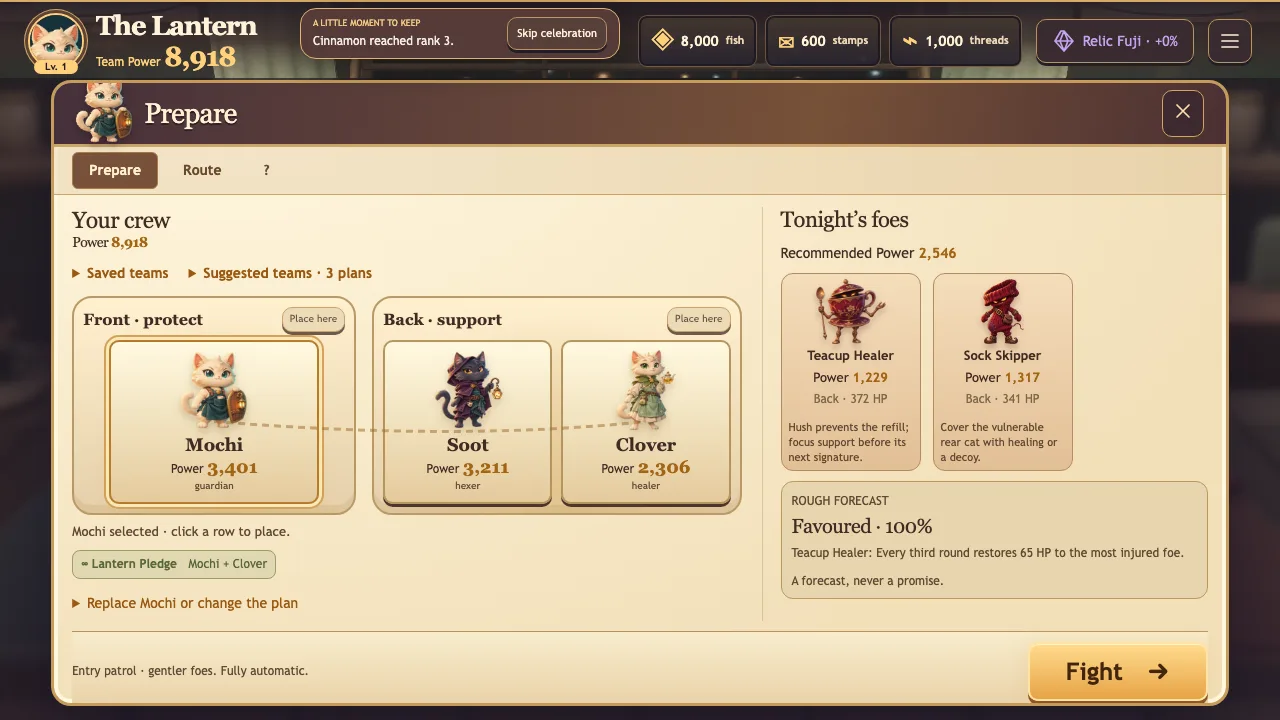 The Lantern
Team Power 8,918
Lv. 1
A LITTLE MOMENT TO KEEP
Cinnamon reached rank 3.
Skip celebration
8,000 fish
600 stamps
1,000 threads
Relic Fuji · +0%
Prepare
Prepare
Route
?
Your crew
Power 8,918
Saved teams
Suggested teams · 3 plans
Front · protect
Place here
Mochi
Power 3,401
guardian
Back · support
Place here
Soot
Power 3,211
hexer
Clover
Power 2,306
healer
Mochi selected · click a row to place.
∞ Lantern Pledge Mochi + Clover
Replace Mochi or change the plan
Tonight's foes
Recommended Power 2,546
Teacup Healer
Power 1,229
Back · 372 HP
Hush prevents the refill;
focus support before its
next signature.
Sock Skipper
Power 1,317
Back · 341 HP
Cover the vulnerable
rear cat with healing or
a decoy.
ROUGH FORECAST
Favoured · 100%
Teacup Healer: Every third round restores 65 HP to the most injured foe.
A forecast, never a promise.
Entry patrol · gentler foes. Fully automatic.
Fight →